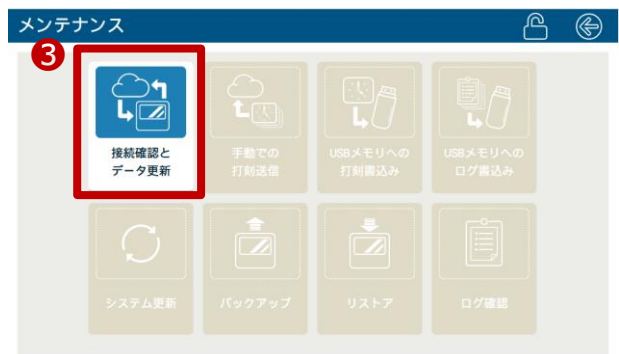 メンテナンス
3
接続確認と
データ更新
手動での
打刻送信
USBメモリへの
打刻書込み
USBメモリへの
ログ書込み
システム更新
バックアップ
リストア
ログ確認